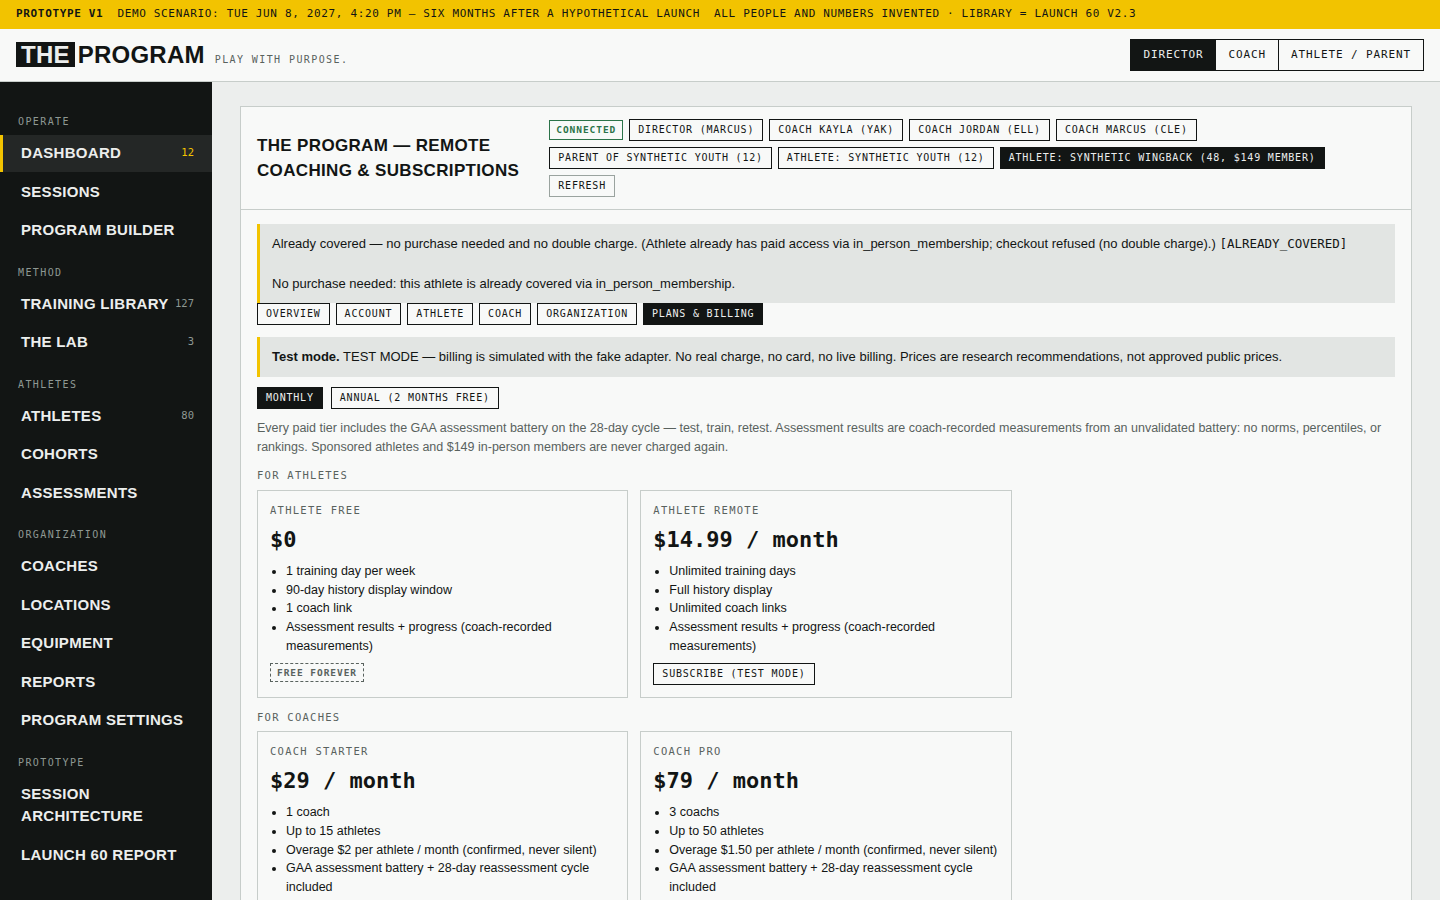 PROTOTYPE V1 DEMO SCENARIO: TUE JUN 8, 2027, 4:20 PM — SIX MONTHS AFTER A HYPOTHETICAL LAUNCH ALL PEOPLE AND NUMBERS INVENTED · LIBRARY = LAUNCH 60 V2.3
THE PROGRAM PLAY WITH PURPOSE.
DIRECTOR COACH ATHLETE / PARENT
OPERATE
DASHBOARD 12
SESSIONS
PROGRAM BUILDER
METHOD
TRAINING LIBRARY 127
THE LAB 3
ATHLETES
ATHLETES 80
COHORTS
ASSESSMENTS
ORGANIZATION
COACHES
LOCATIONS
EQUIPMENT
REPORTS
PROGRAM SETTINGS
PROTOTYPE
SESSION
ARCHITECTURE
LAUNCH 60 REPORT
THE PROGRAM — REMOTE
COACHING & SUBSCRIPTIONS
CONNECTED DIRECTOR (MARCUS) COACH KAYLA (YAK) COACH JORDAN (ELL) COACH MARCUS (CLE)
PARENT OF SYNTHETIC YOUTH (12) ATHLETE: SYNTHETIC YOUTH (12) ATHLETE: SYNTHETIC WINGBACK (48, $149 MEMBER)
REFRESH
Already covered — no purchase needed and no double charge. (Athlete already has paid access via in_person_membership; checkout refused (no double charge).) [ALREADY_COVERED]
No purchase needed: this athlete is already covered via in_person_membership.
OVERVIEW ACCOUNT ATHLETE COACH ORGANIZATION PLANS & BILLING
Test mode. TEST MODE — billing is simulated with the fake adapter. No real charge, no card, no live billing. Prices are research recommendations, not approved public prices.
MONTHLY ANNUAL (2 MONTHS FREE)
Every paid tier includes the GAA assessment battery on the 28-day cycle — test, train, retest. Assessment results are coach-recorded measurements from an unvalidated battery: no norms, percentiles, or
rankings. Sponsored athletes and $149 in-person members are never charged again.
FOR ATHLETES
ATHLETE FREE
$0
1 training day per week
90-day history display window
1 coach link
Assessment results + progress (coach-recorded
measurements)
FREE FOREVER
ATHLETE REMOTE
$14.99 / month
Unlimited training days
Full history display
Unlimited coach links
Assessment results + progress (coach-recorded
measurements)
SUBSCRIBE (TEST MODE)
FOR COACHES
COACH STARTER
$29 / month
1 coach
Up to 15 athletes
Overage $2 per athlete / month (confirmed, never silent)
GAA assessment battery + 28-day reassessment cycle
included
COACH PRO
$79 / month
3 coachs
Up to 50 athletes
Overage $1.50 per athlete / month (confirmed, never silent)
GAA assessment battery + 28-day reassessment cycle
included